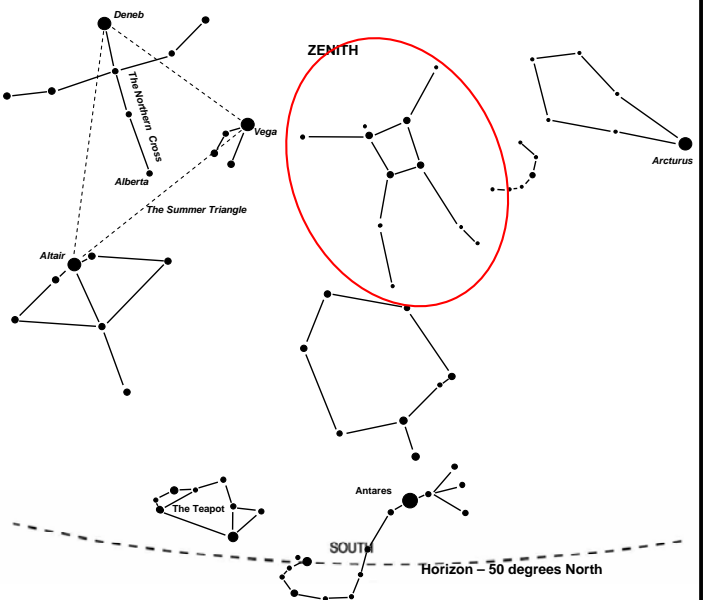 Deneb
ZENITH
The Northern Cross
Vega
Arcturus
Alberta
The Summer Triangle
Altair
Antares
The Teapot
SOUTH
Horizon – 50 degrees North